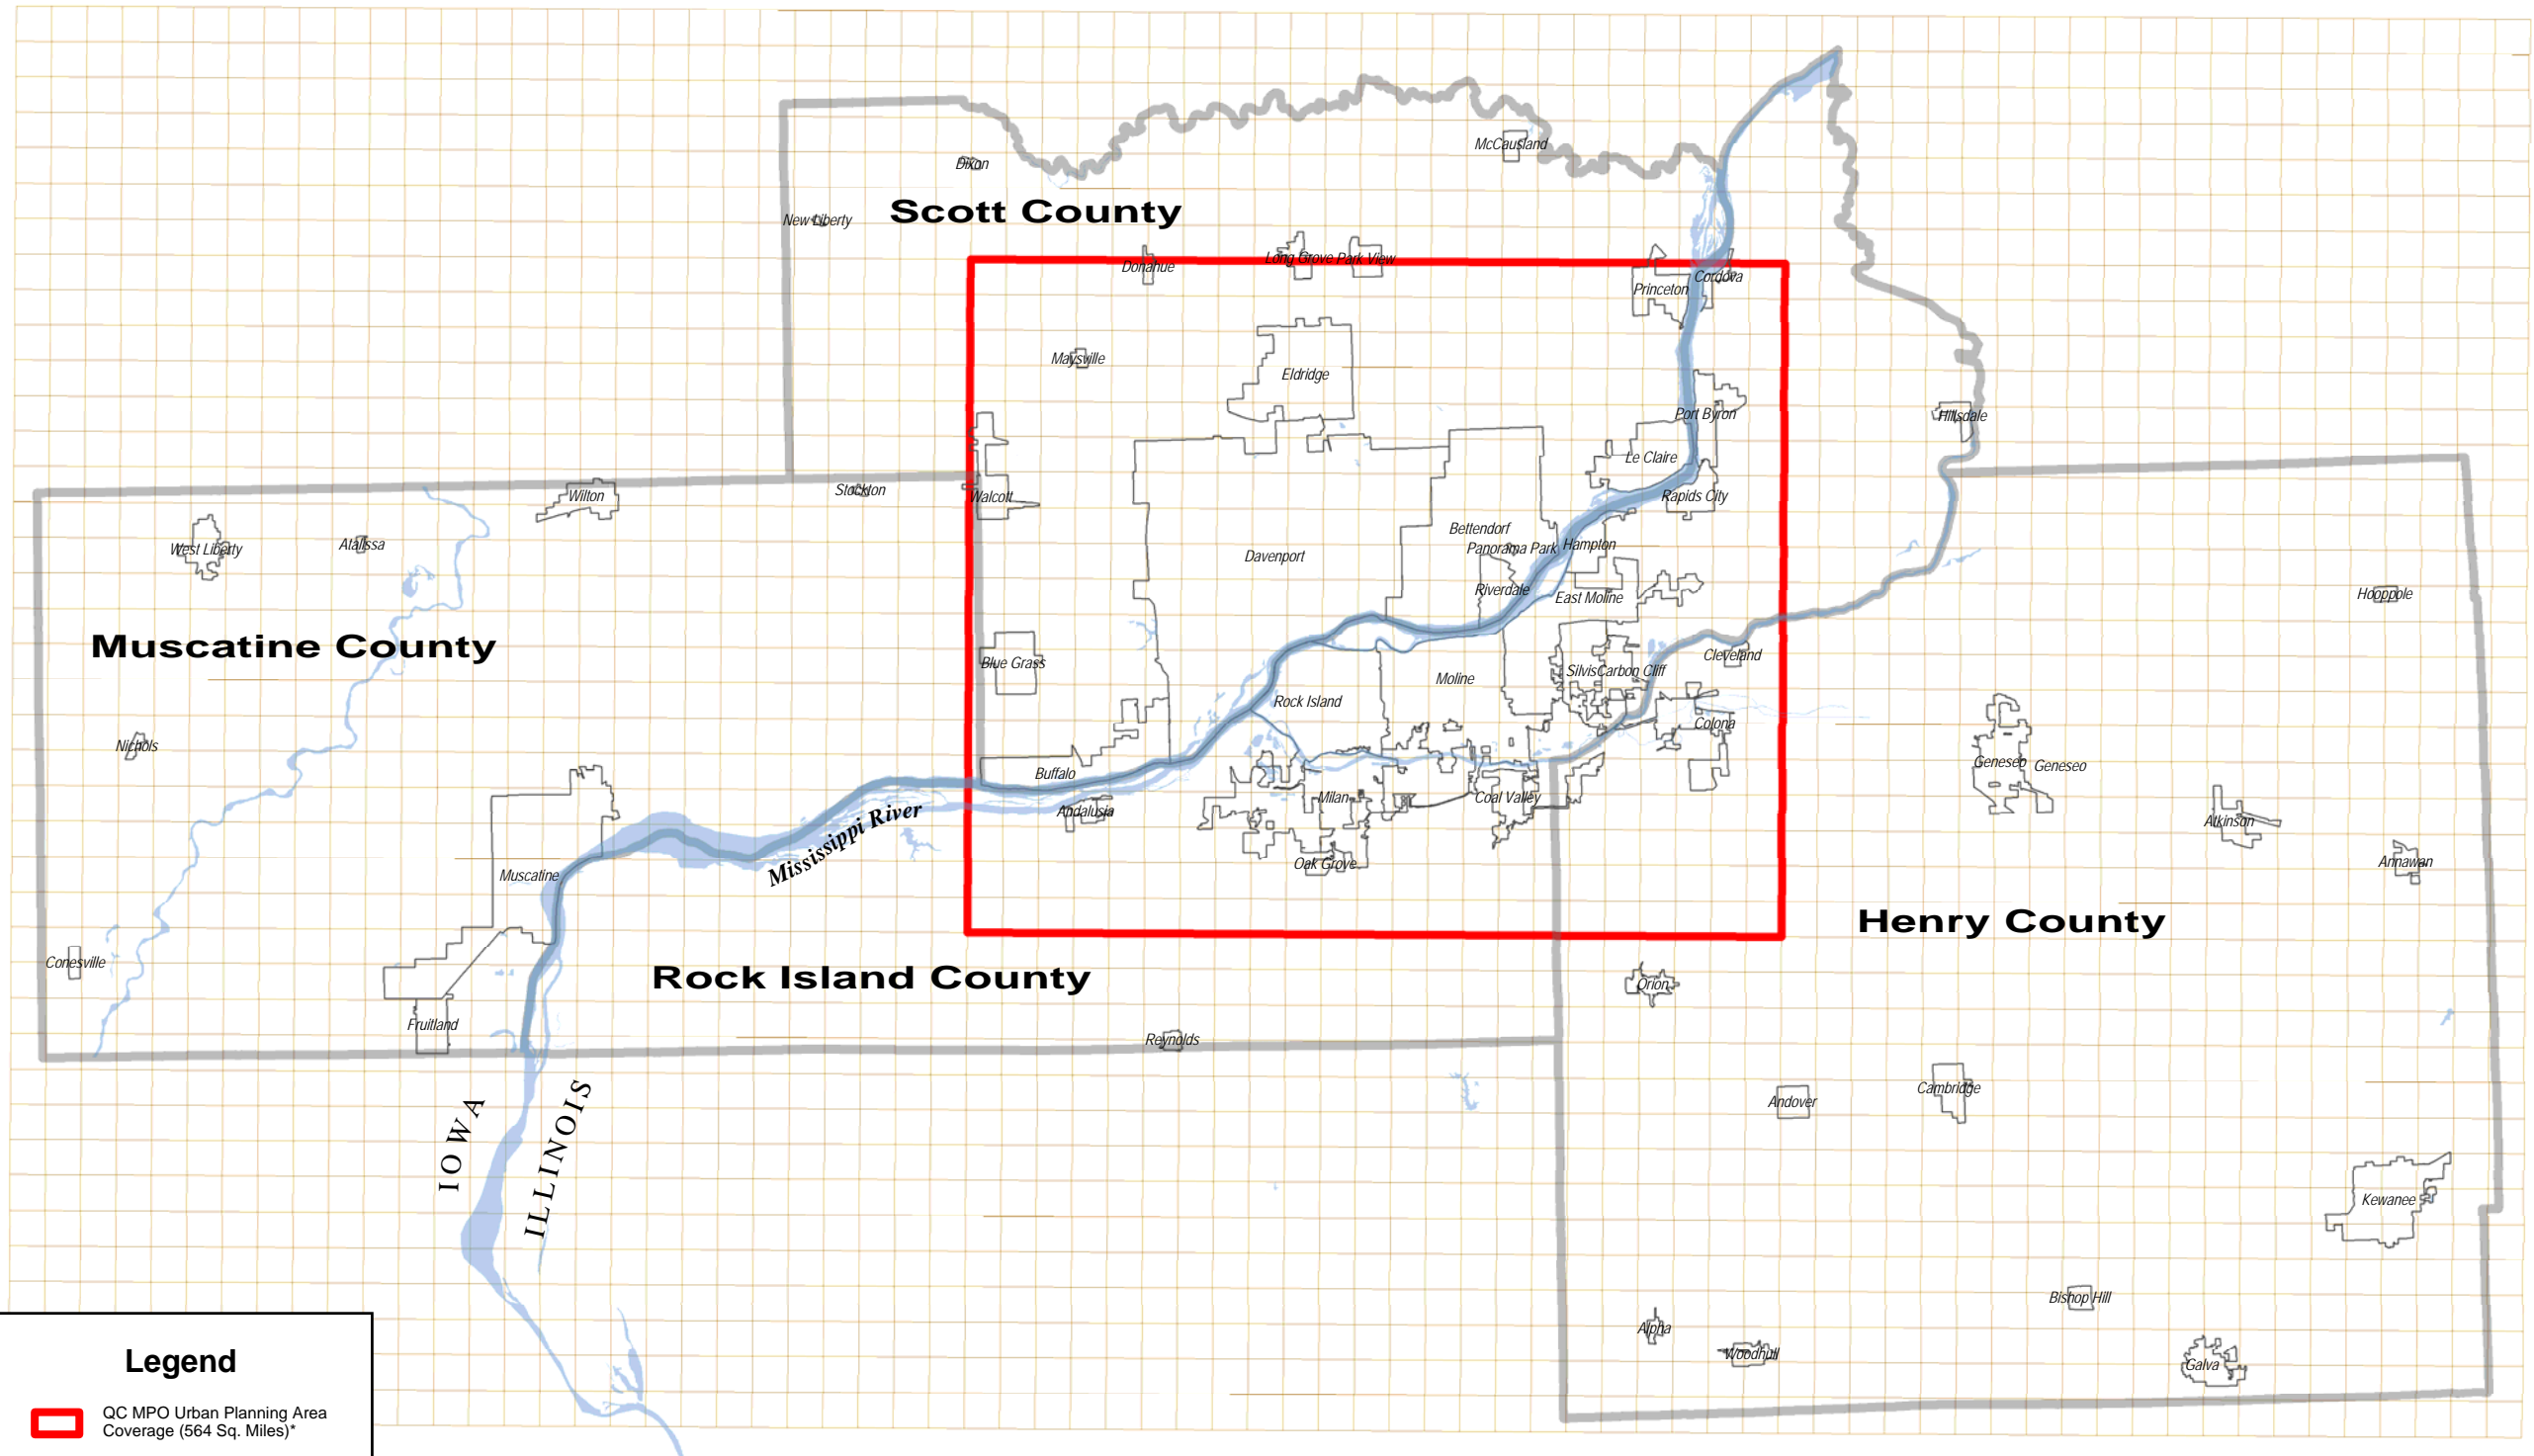 McCausland
Dixon
Scott County
New Liberty
Donahue
Long Grove
Park View
Cordova
Princeton
Maysville
Eldridge
Port Byron
Hillsdale
Le Claire
Stockton
Wilton
Walcott
Rapids City
Bettendorf
West Liberty
Atalissa
Davenport
Panorama Park
Hampton
Riverdale
East Moline
Hooppole
Muscatine County
Blue Grass
Cleveland
Silvis
Carbon Cliff
Moline
Rock Island
Colona
Nichols
Buffalo
Geneseo
Geneseo
Andalusia
Milan
Coal Valley
Mississippi River
Atkinson
Oak Grove
Annawan
Muscatine
Henry County
Conesville
Rock Island County
Orion
Fruitland
Reynolds
Cambridge
Andover
IOWA
ILLINOIS
Kewanee
Bishop Hill
Alpha
Woodhull
Galva
Legend
QC MPO Urban Planning Area
Coverage (564 Sq. Miles)*